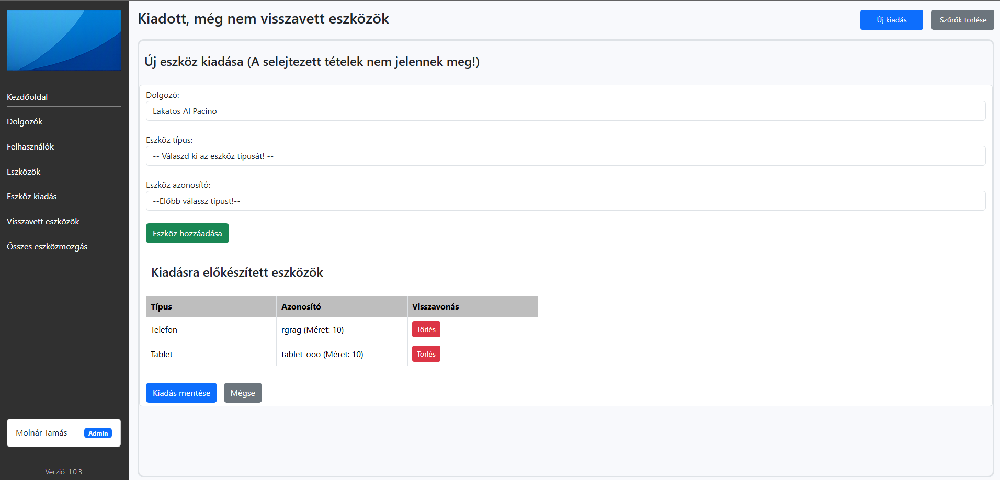 Kezdőoldal
Dolgozók
Felhasználók
Eszközök
Eszköz kiadás
Visszavett eszközök
Összes eszközmozgás
Molnár Tamás Admin
Verzió: 1.0.3
Kiadott, még nem visszavett eszközök
Új kiadás
Szűrők törlése
Új eszköz kiadása (A selejtezett tételek nem jelennek meg!)
Dolgozó:
Lakatos Al Pacino
Eszköz típus:
-- Válaszd ki az eszköz típusát! --
Eszköz azonosító:
--Előbb válassz típust!--
Eszköz hozzáadása
Kiadásra előkészített eszközök
Típus Azonosító Visszavonás
Telefon rgrag (Méret: 10) Törlés
Tablet tablet_ooo (Méret: 10) Törlés
Kiadás mentése Mégse